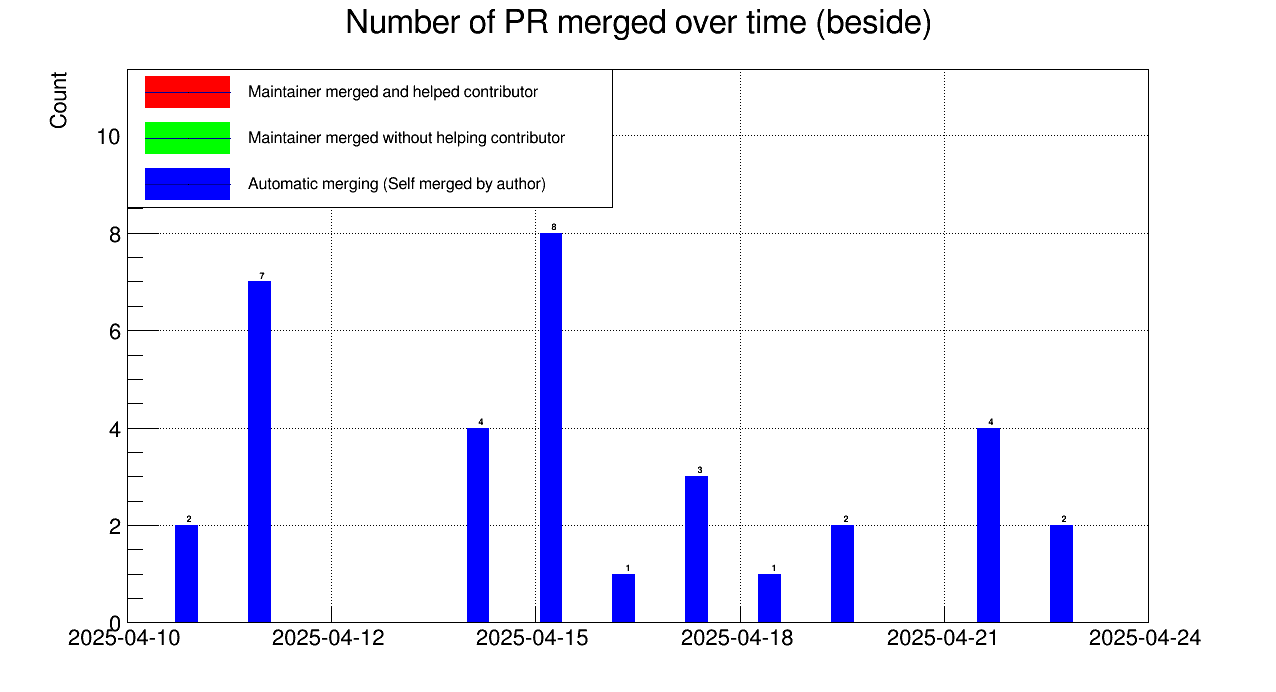 Number of PR merged over time (beside)
Count
Maintainer merged and helped contributor
Maintainer merged without helping contributor
Automatic merging (Self merged by author)
10
8
6
4
2
0
2
7
4
8
1
3
1
2
4
2
2025-04-10 2025-04-12 2025-04-15 2025-04-18 2025-04-21 2025-04-24